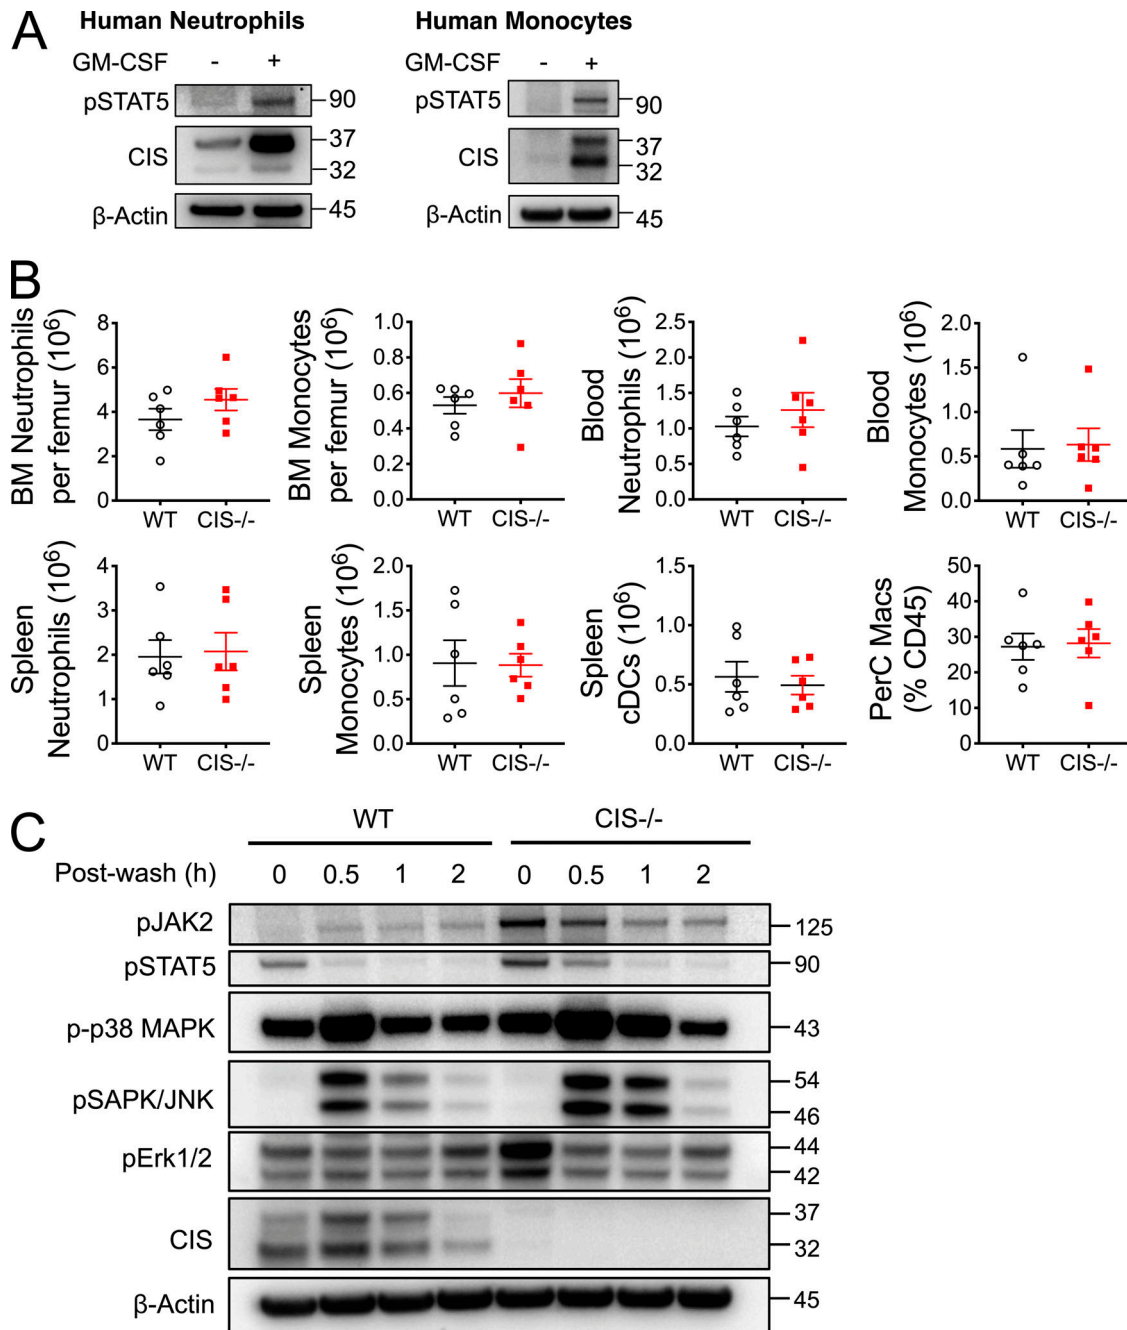 A
Human Neutrophils
GM-CSF - +
pSTAT5 90
CIS 37
32
β-Actin 45
Human Monocytes
GM-CSF - +
pSTAT5 90
CIS 37
32
β-Actin 45
B
BM Neutrophils
per femur (10⁶)
8
6
4
2
0
WT CIS-/-
BM Monocytes
per femur (10⁶)
1.0
0.8
0.6
0.4
0.2
0.0
WT CIS-/-
Blood
Neutrophils (10⁶)
2.5
2.0
1.5
1.0
0.5
0.0
WT CIS-/-
Blood
Monocytes (10⁶)
2.0
1.5
1.0
0.5
0.0
WT CIS-/-
Spleen
Neutrophils (10⁶)
4
3
2
1
0
WT CIS-/-
Spleen
Monocytes (10⁶)
2.0
1.5
1.0
0.5
0.0
WT CIS-/-
Spleen
cDCs (10⁶)
1.5
1.0
0.5
0.0
WT CIS-/-
PerC Macs
(% CD45)
50
40
30
20
10
0
WT CIS-/-
C
WT CIS-/-
Post-wash (h) 0 0.5 1 2 0 0.5 1 2
pJAK2 125
pSTAT5 90
p-p38 MAPK 43
pSAPK/JNK 54
46
pErk1/2 44
42
CIS 37
32
β-Actin 45